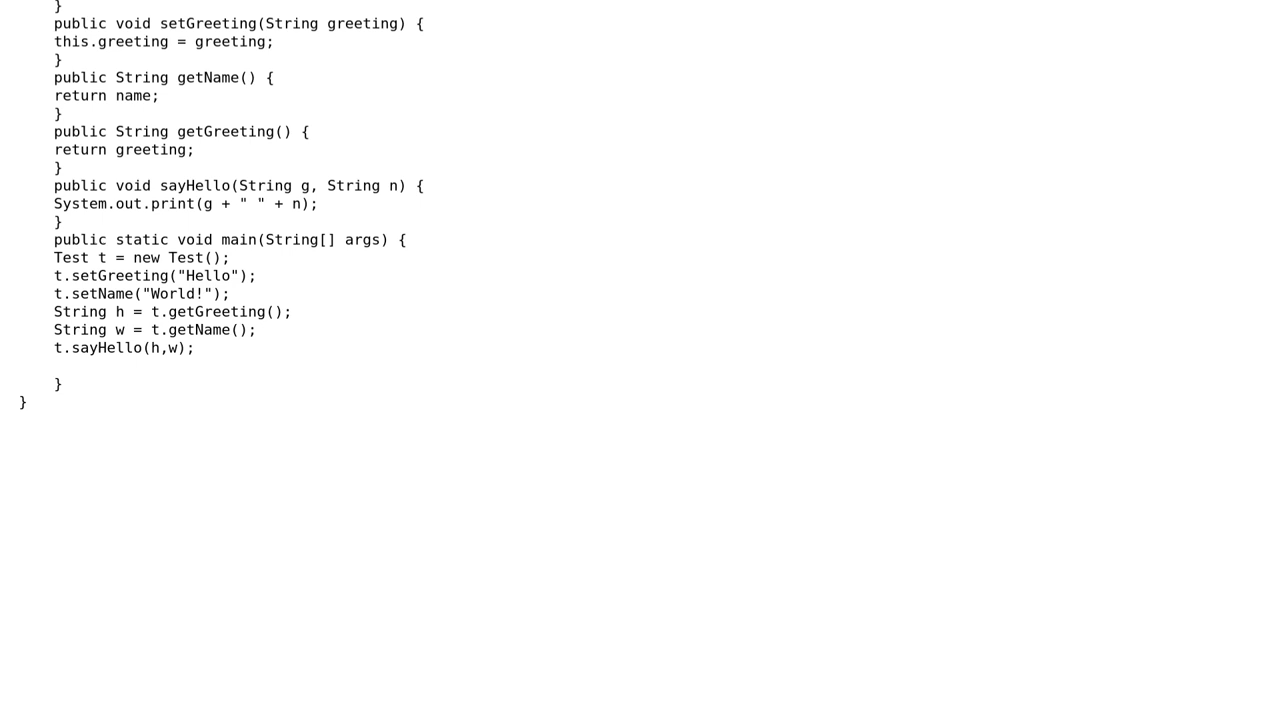 }
public void setGreeting(String greeting) {
this.greeting = greeting;
}
public String getName() {
return name;
}
public String getGreeting() {
return greeting;
}
public void sayHello(String g, String n) {
System.out.print(g + " " + n);
}
public static void main(String[] args) {
Test t = new Test();
t.setGreeting("Hello");
t.setName("World!");
String h = t.getGreeting();
String w = t.getName();
t.sayHello(h,w);

}
}